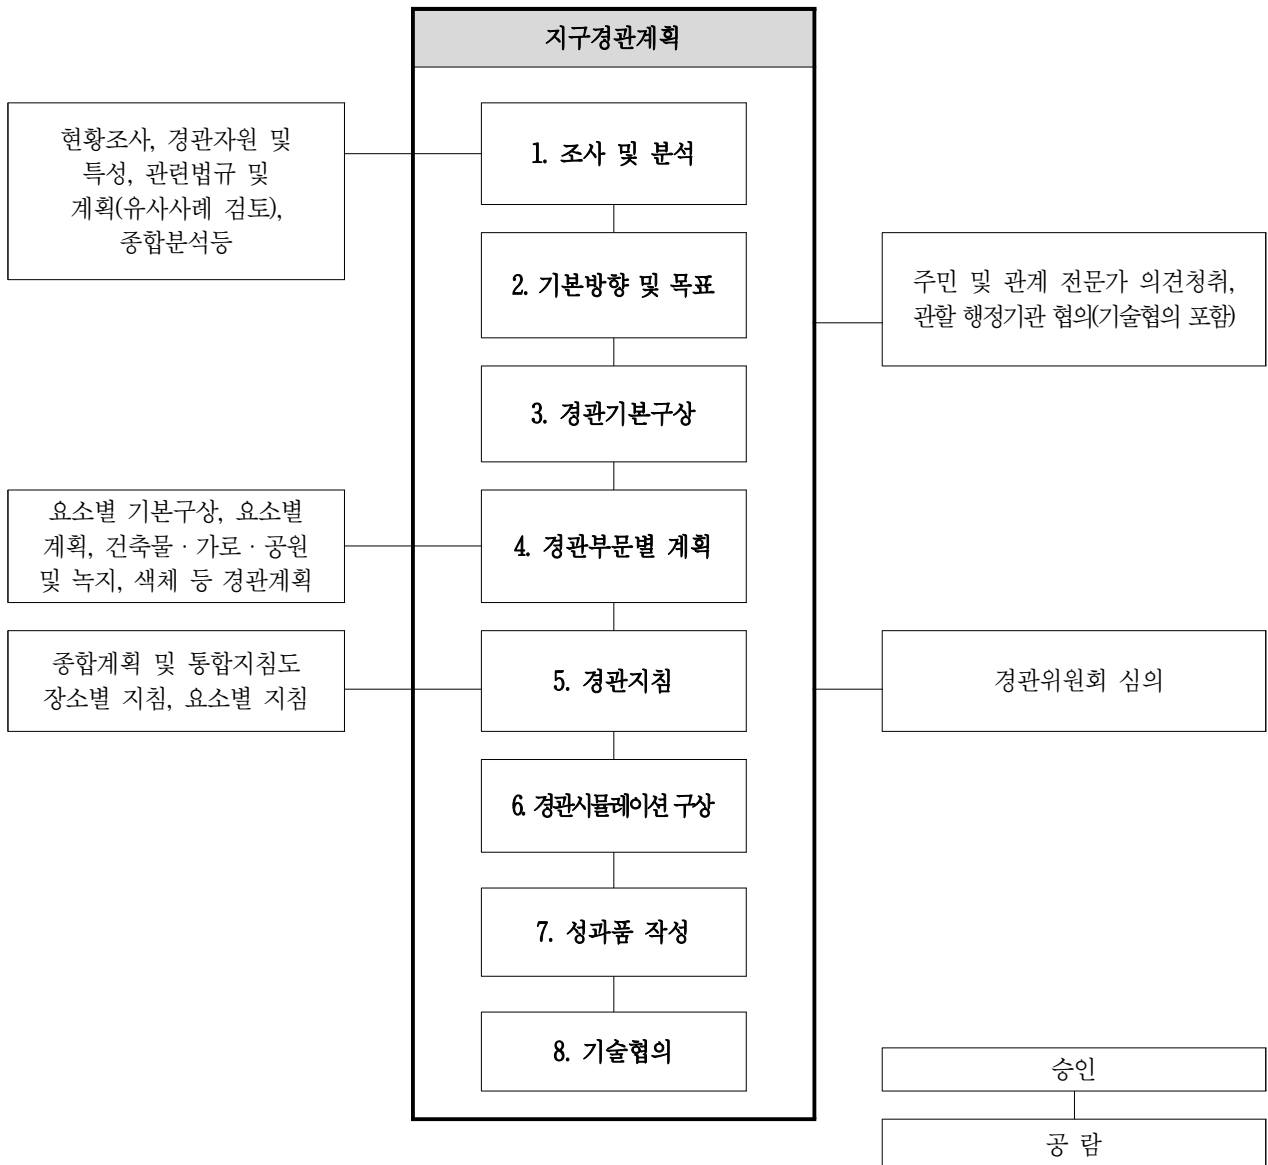 지구경관계획
현황조사, 경관자원 및
특성, 관련법규 및
계획(유사사례 검토),
종합분석등
1. 조사 및 분석
2. 기본방향 및 목표
주민 및 관계 전문가 의견청취,
관할 행정기관 협의(기술협의 포함)
3. 경관기본구상
요소별 기본구상, 요소별
계획, 건축물·가로·공원
및 녹지, 색체 등 경관계획
4. 경관부문별 계획
종합계획 및 통합지침도
장소별 지침, 요소별 지침
5. 경관지침
경관위원회 심의
6. 경관시뮬레이션 구상
7. 성과품 작성
8. 기술협의
승인
공 람